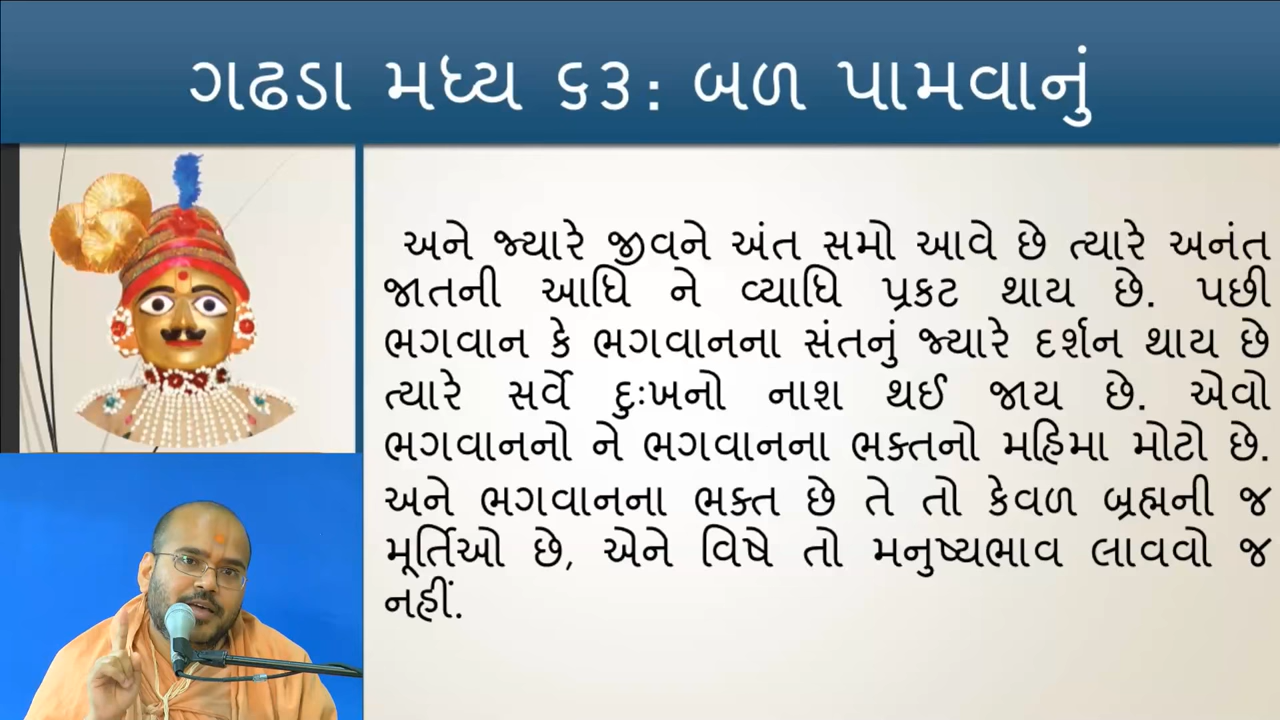 ગઢડા મધ્ય ૬૩: બળ પામવાનું
અને જ્યારે જીવને અંત સમો આવે છે ત્યારે અનંત
જાતની આધિ ને વ્યાધિ પ્રકટ થાય છે. પછી
ભગવાન કે ભગવાનના સંતનું જ્યારે દર્શન થાય છે
ત્યારે સર્વે દુઃખનો નાશ થઈ જાય છે. એવો
ભગવાનનો ને ભગવાનના ભક્તનો મહિમા મોટો છે.
અને ભગવાનના ભક્ત છે તે તો કેવળ બ્રહ્મની જ
મૂર્તિઓ છે, એને વિષે તો મનુષ્યભાવ લાવવો જ
નહીં.